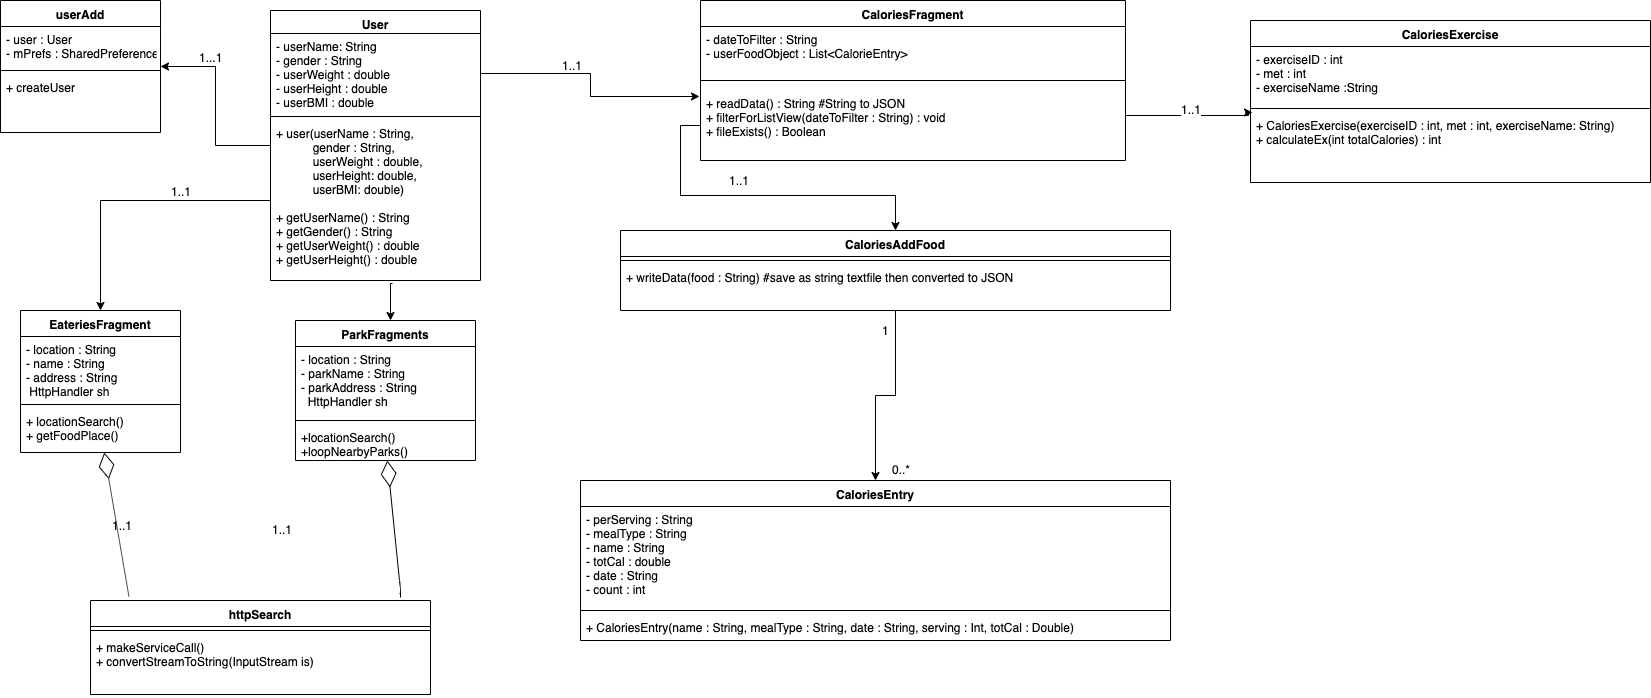 userAdd
- user : User
- mPrefs : SharedPreference
+ createUser
1...1
User
- userName: String
- gender : String
- userWeight : double
- userHeight : double
- userBMI : double
+ user(userName : String,
gender : String,
userWeight : double,
userHeight: double,
userBMI: double)
+ getUserName() : String
+ getGender() : String
+ getUserWeight() : double
+ getUserHeight() : double
1..1
CaloriesFragment
- dateToFilter : String
- userFoodObject : List<CalorieEntry>
+ readData() : String #String to JSON
+ filterForListView(dateToFilter : String) : void
+ fileExists() : Boolean
1..1
CaloriesExercise
- exerciseID : int
- met : int
- exerciseName :String
+ CaloriesExercise(exerciseID : int, met : int, exerciseName: String)
+ calculateEx(int totalCalories) : int
1..1
1..1
CaloriesAddFood
+ writeData(food : String) #save as string textfile then converted to JSON
EateriesFragment
- location : String
- name : String
- address : String
HttpHandler sh
+ locationSearch()
+ getFoodPlace()
ParkFragments
- location : String
- parkName : String
- parkAddress : String
HttpHandler sh
+locationSearch()
+loopNearbyParks()
1
0..*
CaloriesEntry
- perServing : String
- mealType : String
- name : String
- totCal : double
- date : String
- count : int
+ CaloriesEntry(name : String, mealType : String, date : String, serving : Int, totCal : Double)
1..1
1..1
httpSearch
+ makeServiceCall()
+ convertStreamToString(InputStream is)